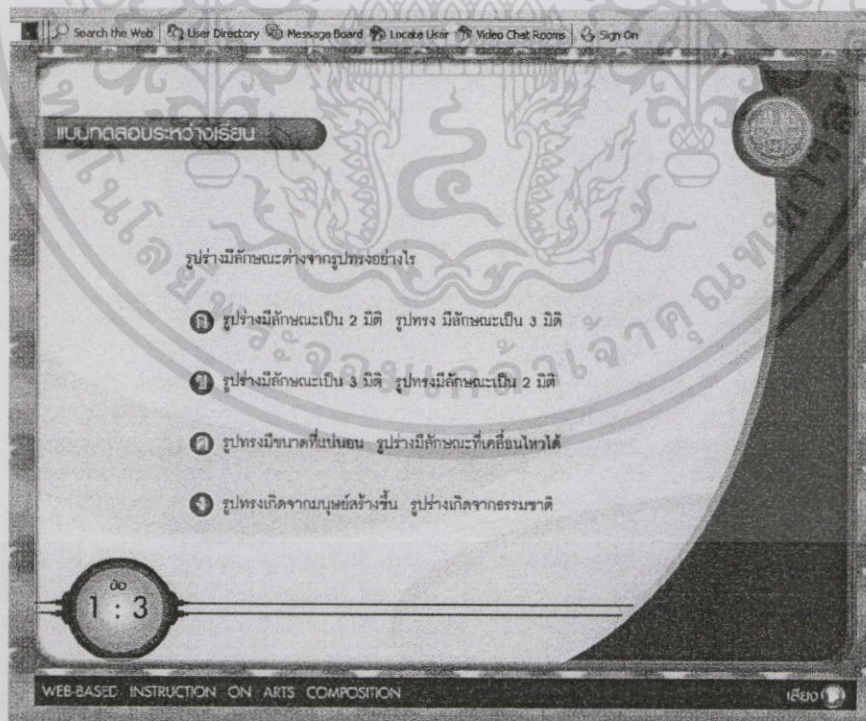 Search the Web User Directory Message Board Locate User Video Chat Rooms Sign On
แบบทดสอบระหว่างเรียน
รูปร่างมีลักษณะต่างจากรูปทรงอย่างไร
ก รูปร่างมีลักษณะเป็น 2 มิติ รูปทรง มีลักษณะเป็น 3 มิติ
ข รูปร่างมีลักษณะเป็น 3 มิติ รูปทรงมีลักษณะเป็น 2 มิติ
ค รูปทรงมีขนาดที่แน่นอน รูปร่างมีลักษณะที่เคลื่อนไหวได้
ง รูปทรงเกิดจากมนุษย์สร้างขึ้น รูปร่างเกิดจากธรรมชาติ
ข้อ
1 : 3
WEB-BASED INSTRUCTION ON ARTS COMPOSITION
เสียง